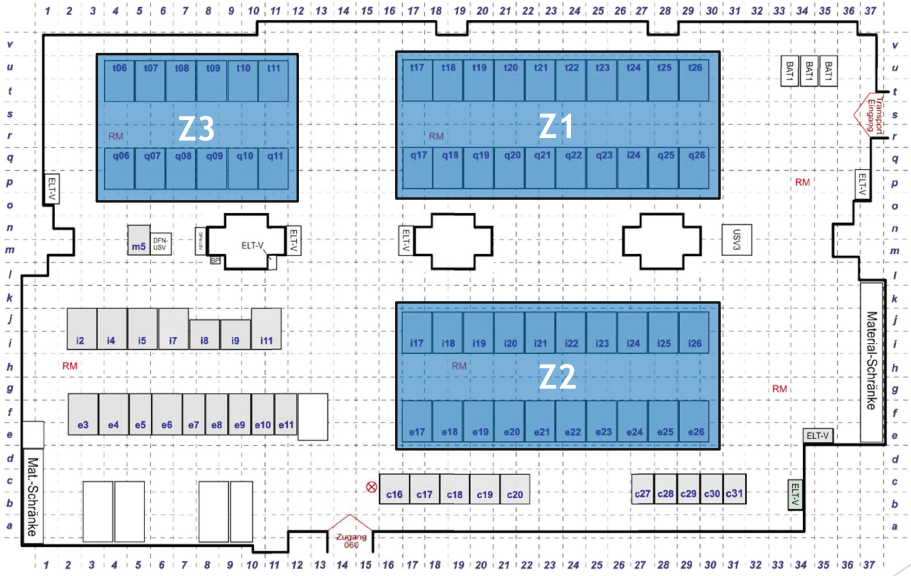 1 2 3 4 5 6 7 8 9 10 11 12 13 14 15 16 17 18 19 20 21 22 23 24 25 26 27 28 29 30 31 32 33 34 35 36 37
v v
u t06 t07 t08 t09 t10 t11 t17 t18 t19 t20 t21 t22 t23 t24 t25 t26 BAT1 BAT1 BAT1 u
t t
s Z3 Z1 Transport Eingang s
r RM RM r
q q06 q07 q08 q09 q10 q11 q17 q18 q19 q20 q21 q22 q23 i24 q25 q26 q
p ELT-V RM ELT-V p
o o
n n
m5 DFN-USV ELT-V ELT-V ELT-V USV3
m m
BP
l l
k k
j j
i i2 i4 i5 i7 i8 i9 i11 i17 i18 i19 i20 i21 i22 i23 i24 i25 i26 i
h RM RM Z2 Material-Schränke h
g RM g
f f
e3 e4 e5 e6 e7 e8 e9 e10 e11 e17 e18 e19 e20 e21 e22 e23 e24 e25 e26
e ELT-V e
d Mat.-Schränke d
c c16 c17 c18 c19 c20 c27 c28 c29 c30 c31 ELT-V c
b b
a a
Zugang
060
1 2 3 4 5 6 7 8 9 10 11 12 13 14 15 16 17 18 19 20 21 22 23 24 25 26 27 28 29 30 31 32 33 34 35 36 37